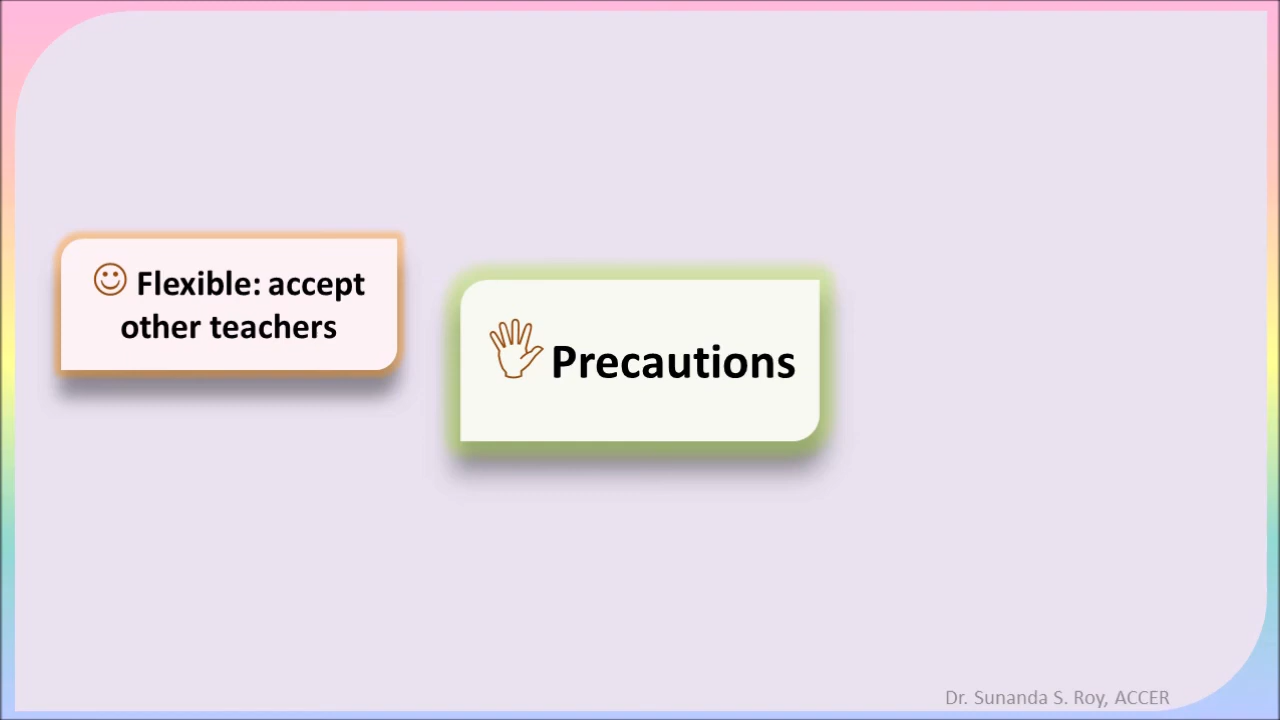 ☺ Flexible: accept
other teachers
Precautions
Dr. Sunanda S. Roy, ACCER